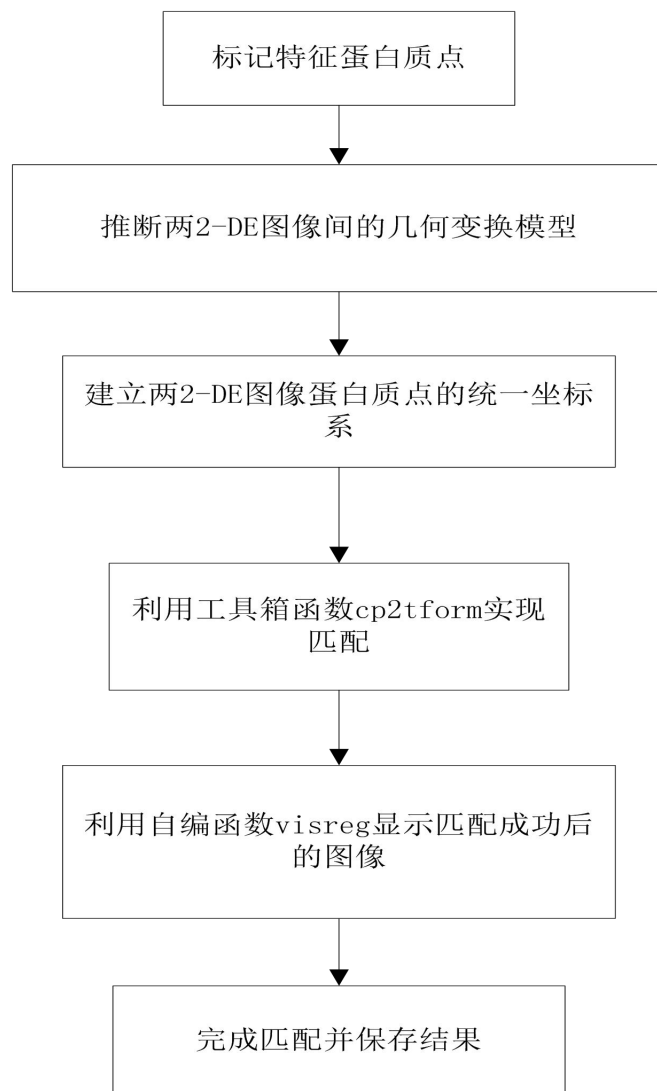 标记特征蛋白质点
推断两2-DE图像间的几何变换模型
建立两2-DE图像蛋白质点的统一坐标
系
利用工具箱函数cp2tform实现
匹配
利用自编函数visreg显示匹配成功后
的图像
完成匹配并保存结果